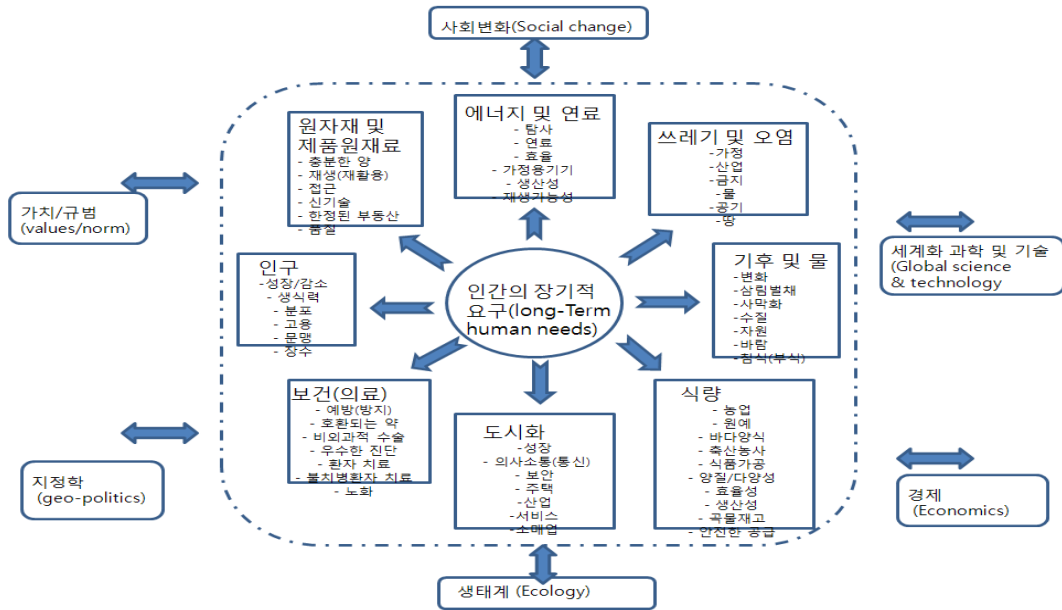 사회변화(Social change)
원자재 및
제품원재료
- 충분한 양
- 재생(재활용)
- 접근
- 신기술
- 한정된 부동산
- 품질
에너지 및 연료
- 탐사
- 연료
- 효율
- 가정용기기
- 생산성
- 재생가능성
쓰레기 및 오염
-가정
-산업
-금지
-물
-공기
-땅
가치/규범
(values/norm)
세계화 과학 및 기술
(Global science
& technology
인구
-성장/감소
- 생식력
- 분포
- 고용
- 문맹
- 장수
인간의 장기적
요구(long-Term
human needs)
기후 및 물
-변화
-삼림벌채
-사막화
-수질
-자원
-바람
-침식(부식)
보건(의료)
- 예방(방지)
- 호환되는 약
- 비외과적 수술
- 우수한 진단
- 환자 치료
- 불치병환자 치료
- 노화
도시화
-성장
- 의사소통(통신)
- 보안
- 주택
-산업
-서비스
-소매업
식량
- 농업
- 원예
- 바다양식
- 축산농사
- 식품가공
- 양질/다양성
- 효율성
- 생산성
- 곡물재고
- 안전한 공급
지정학
(geo-politics)
경제
(Economics)
생태계 (Ecology)